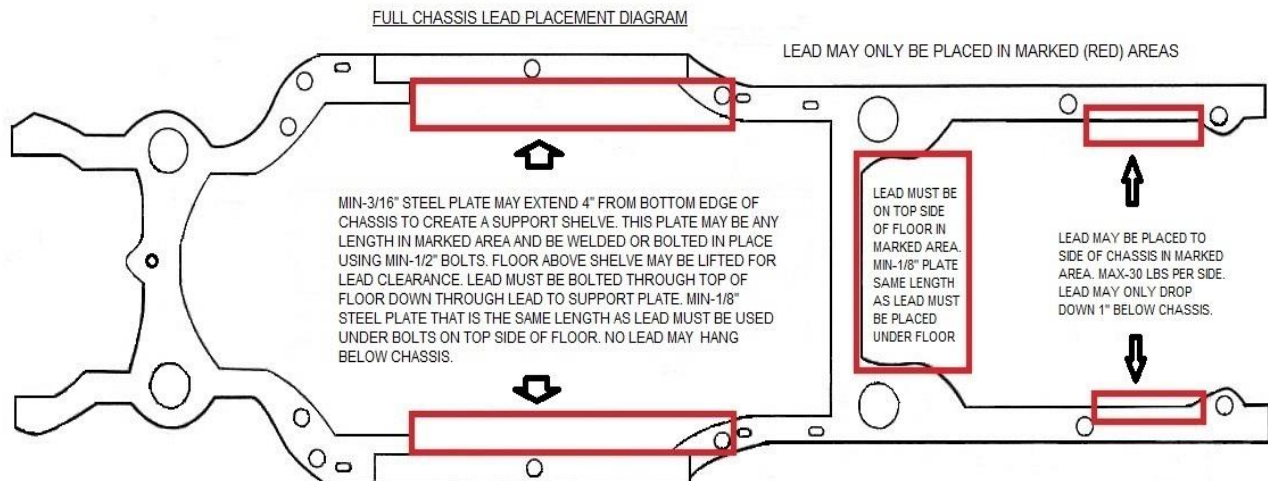 FULL CHASSIS LEAD PLACEMENT DIAGRAM
LEAD MAY ONLY BE PLACED IN MARKED (RED) AREAS
MIN-3/16" STEEL PLATE MAY EXTEND 4" FROM BOTTOM EDGE OF
CHASSIS TO CREATE A SUPPORT SHELVE. THIS PLATE MAY BE ANY
LENGTH IN MARKED AREA AND BE WELDED OR BOLTED IN PLACE
USING MIN-1/2" BOLTS. FLOOR ABOVE SHELVE MAY BE LIFTED FOR
LEAD CLEARANCE. LEAD MUST BE BOLTED THROUGH TOP OF
FLOOR DOWN THROUGH LEAD TO SUPPORT PLATE. MIN-1/8"
STEEL PLATE THAT IS THE SAME LENGTH AS LEAD MUST BE USED
UNDER BOLTS ON TOP SIDE OF FLOOR. NO LEAD MAY HANG
BELOW CHASSIS.
LEAD MUST BE
ON TOP SIDE
OF FLOOR IN
MARKED AREA.
MIN-1/8" PLATE
SAME LENGTH
AS LEAD MUST
BE PLACED
UNDER FLOOR
LEAD MAY BE PLACED TO
SIDE OF CHASSIS IN MARKED
AREA. MAX-30 LBS PER SIDE.
LEAD MAY ONLY DROP
DOWN 1" BELOW CHASSIS.